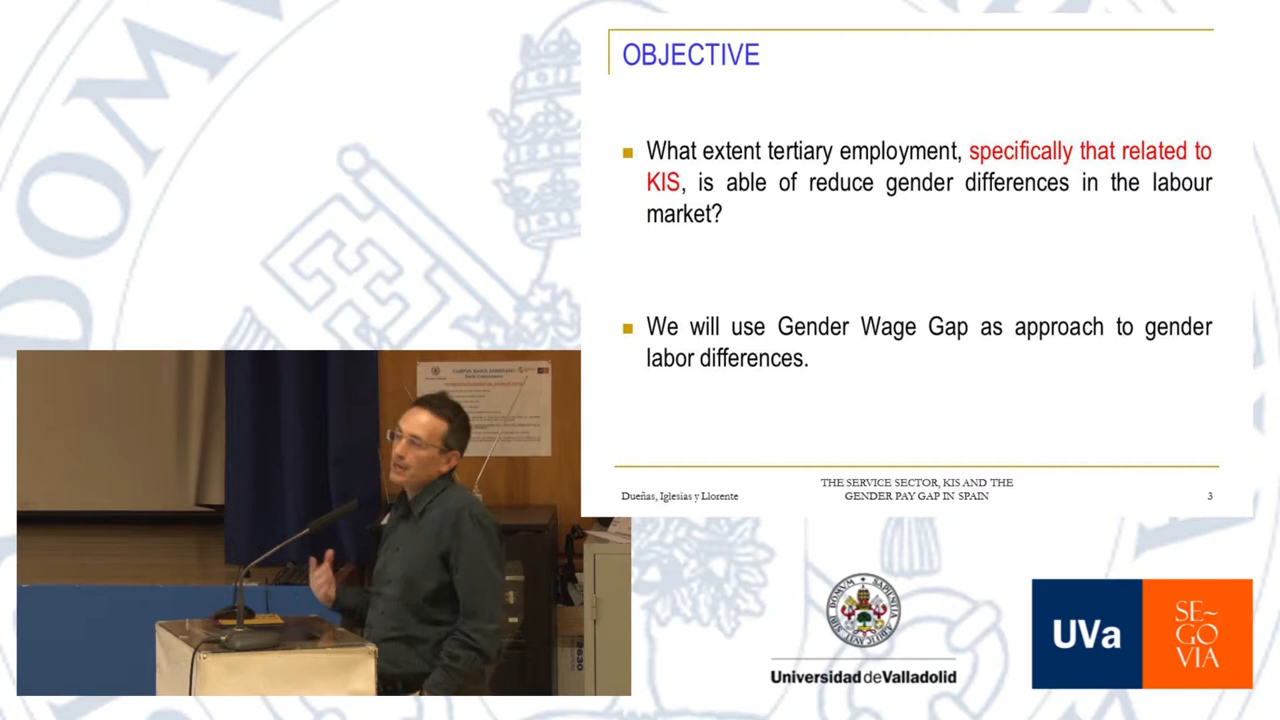 OBJECTIVE
What extent tertiary employment, specifically that related to
KIS, is able of reduce gender differences in the labour
market?
We will use Gender Wage Gap as approach to gender
labor differences.
Dueñas, Iglesias y Llorente
THE SERVICE SECTOR, KIS AND THE
GENDER PAY GAP IN SPAIN
3
Universidad de Valladolid
UVa
SE~
GO
VIA